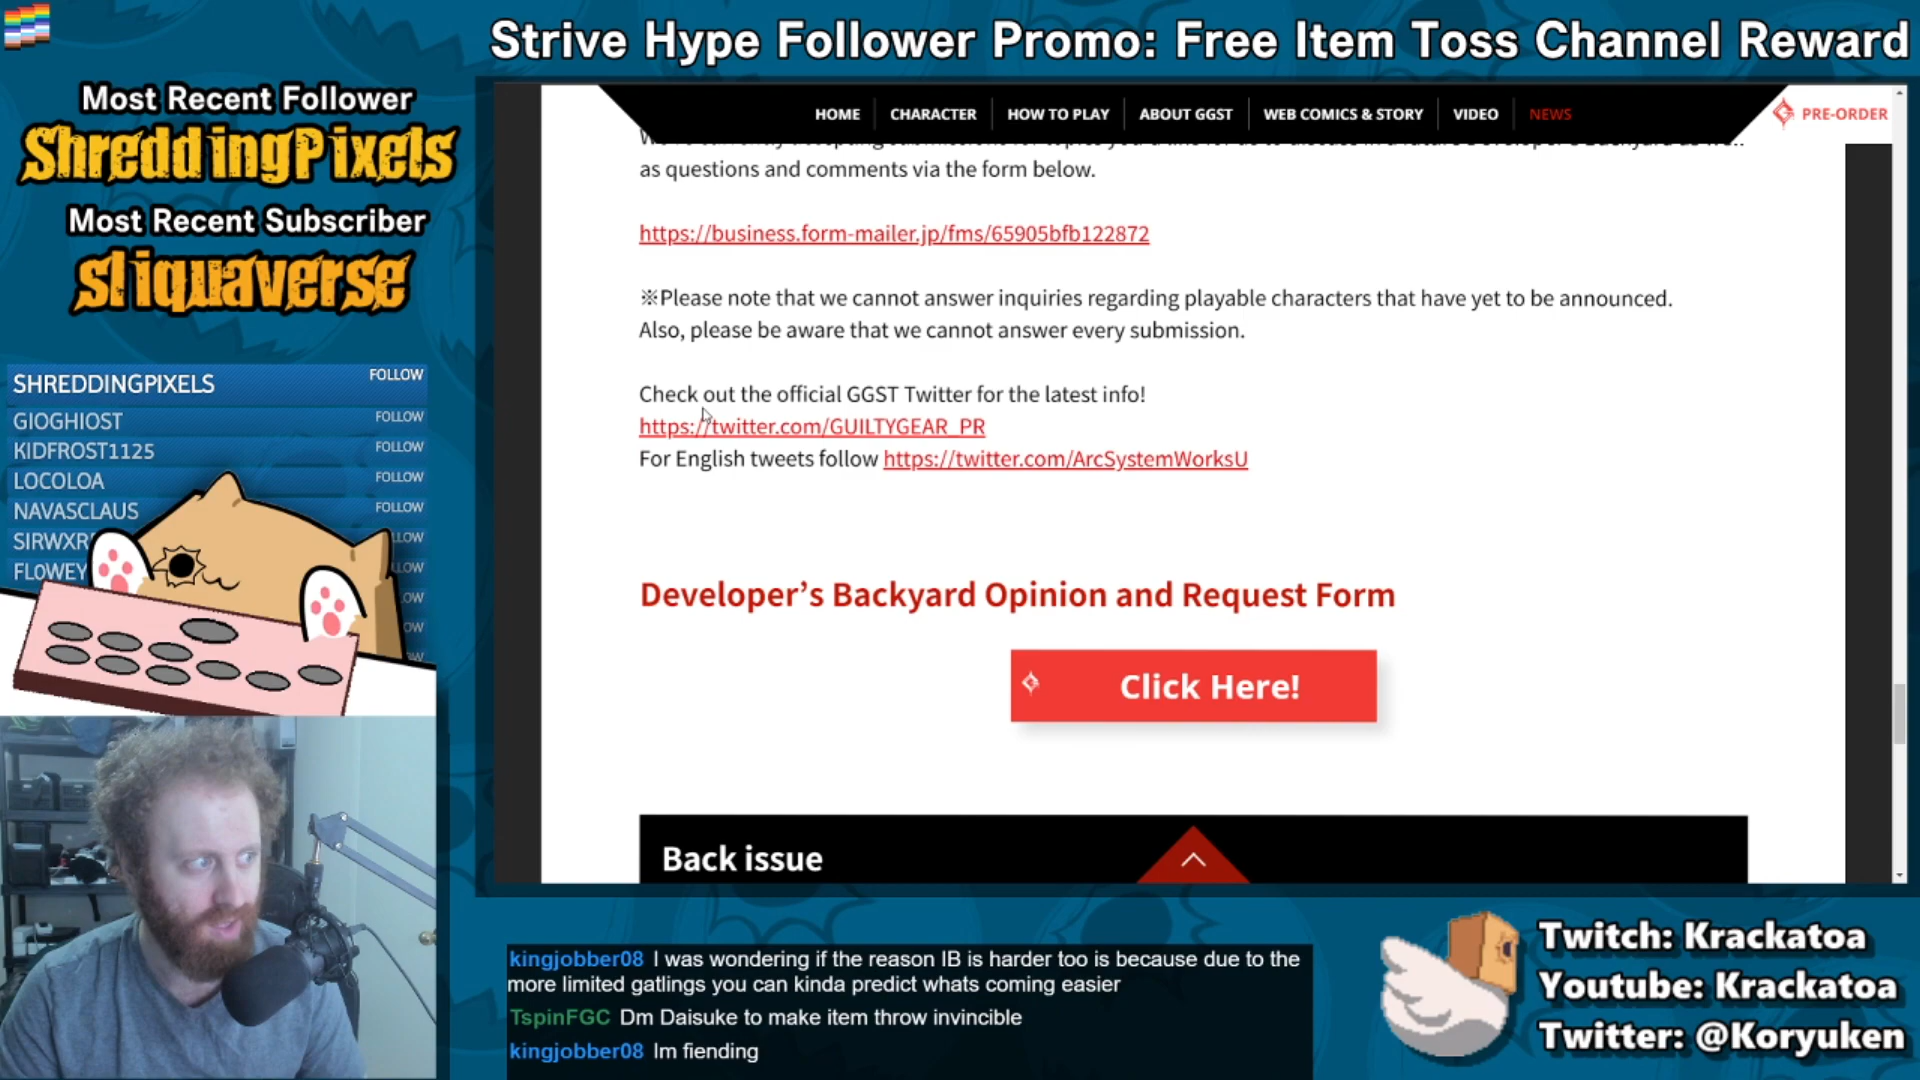 Strive Hype Follower Promo: Free Item Toss Channel Reward
Most Recent Follower
ShreddingPixels
Most Recent Subscriber
sliquaverse
SHREDDINGPIXELS FOLLOW
GIOGHIOST FOLLOW
KIDFROST1125 FOLLOW
LOCOLOA FOLLOW
NAVASCLAUS FOLLOW
HOME CHARACTER HOW TO PLAY ABOUT GGST WEB COMICS & STORY VIDEO NEWS PRE-ORDER
as questions and comments via the form below.
https://business.form-mailer.jp/fms/65905bfb122872
※Please note that we cannot answer inquiries regarding playable characters that have yet to be announced.
Also, please be aware that we cannot answer every submission.
Check out the official GGST Twitter for the latest info!
https://twitter.com/GUILTYGEAR_PR
For English tweets follow https://twitter.com/ArcSystemWorksU
Developer's Backyard Opinion and Request Form
Click Here!
Back issue
kingjobber08 I was wondering if the reason IB is harder too is because due to the
more limited gatlings you can kinda predict whats coming easier
TspinFGC Dm Daisuke to make item throw invincible
kingjobber08 Im fiending
Twitch: Krackatoa
Youtube: Krackatoa
Twitter: @Koryuken